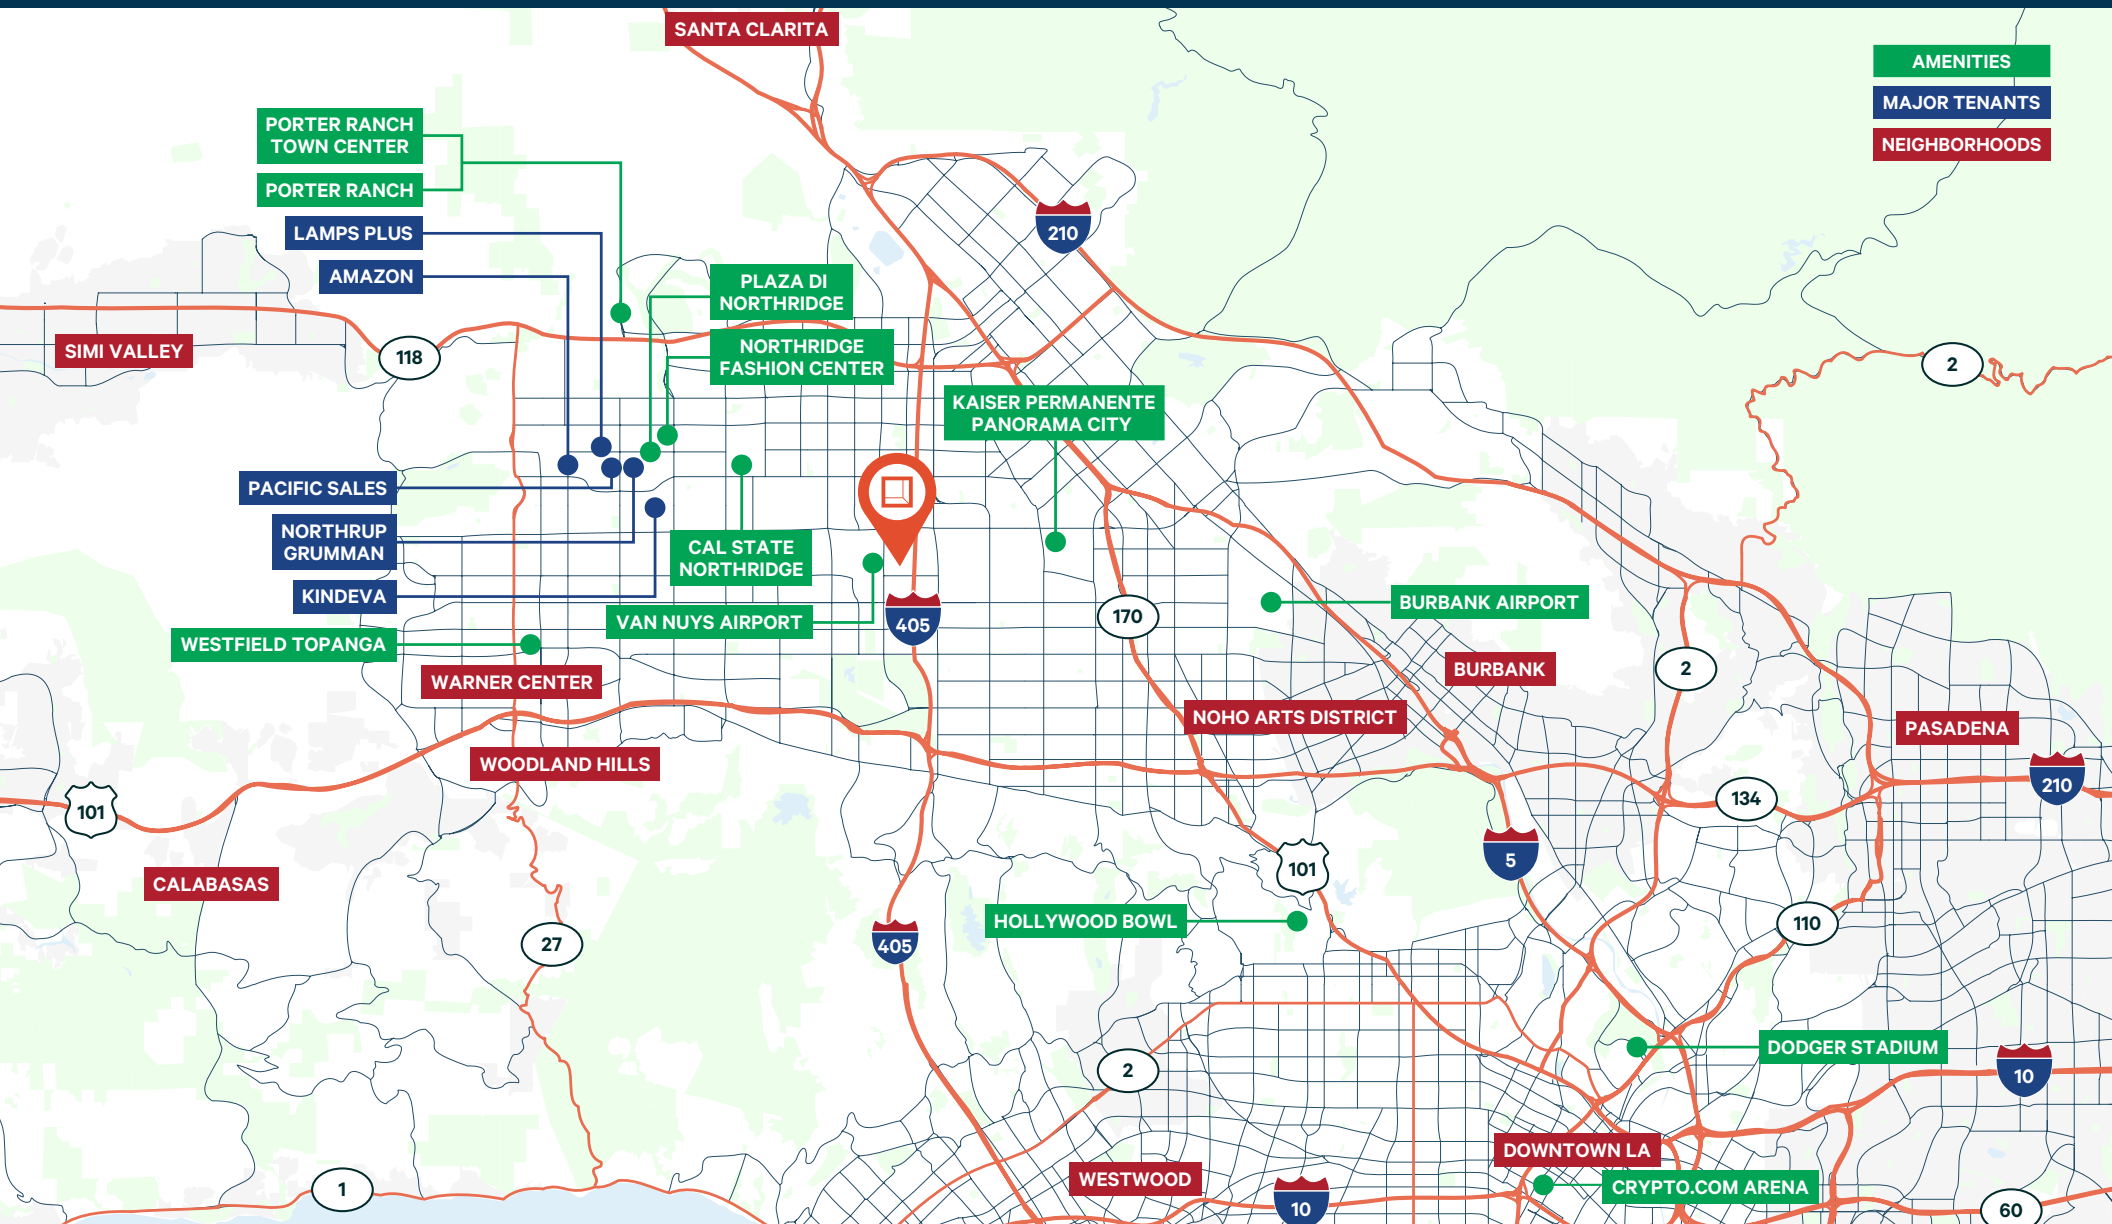 SANTA CLARITA
AMENITIES
MAJOR TENANTS
NEIGHBORHOODS
PORTER RANCH
TOWN CENTER
PORTER RANCH
LAMPS PLUS
AMAZON
210
PLAZA DI
NORTHRIDGE
SIMI VALLEY
118
NORTHRIDGE
FASHION CENTER
2
KAISER PERMANENTE
PANORAMA CITY
PACIFIC SALES
NORTHRUP
GRUMMAN
CAL STATE
NORTHRIDGE
KINDEVA
VAN NUYS AIRPORT
405
170
BURBANK AIRPORT
WESTFIELD TOPANGA
WARNER CENTER
BURBANK
2
NOHO ARTS DISTRICT
PASADENA
WOODLAND HILLS
210
101
134
CALABASAS
101
5
HOLLYWOOD BOWL
110
27
405
DODGER STADIUM
2
10
DOWNTOWN LA
WESTWOOD
CRYPTO.COM ARENA
1
10
60